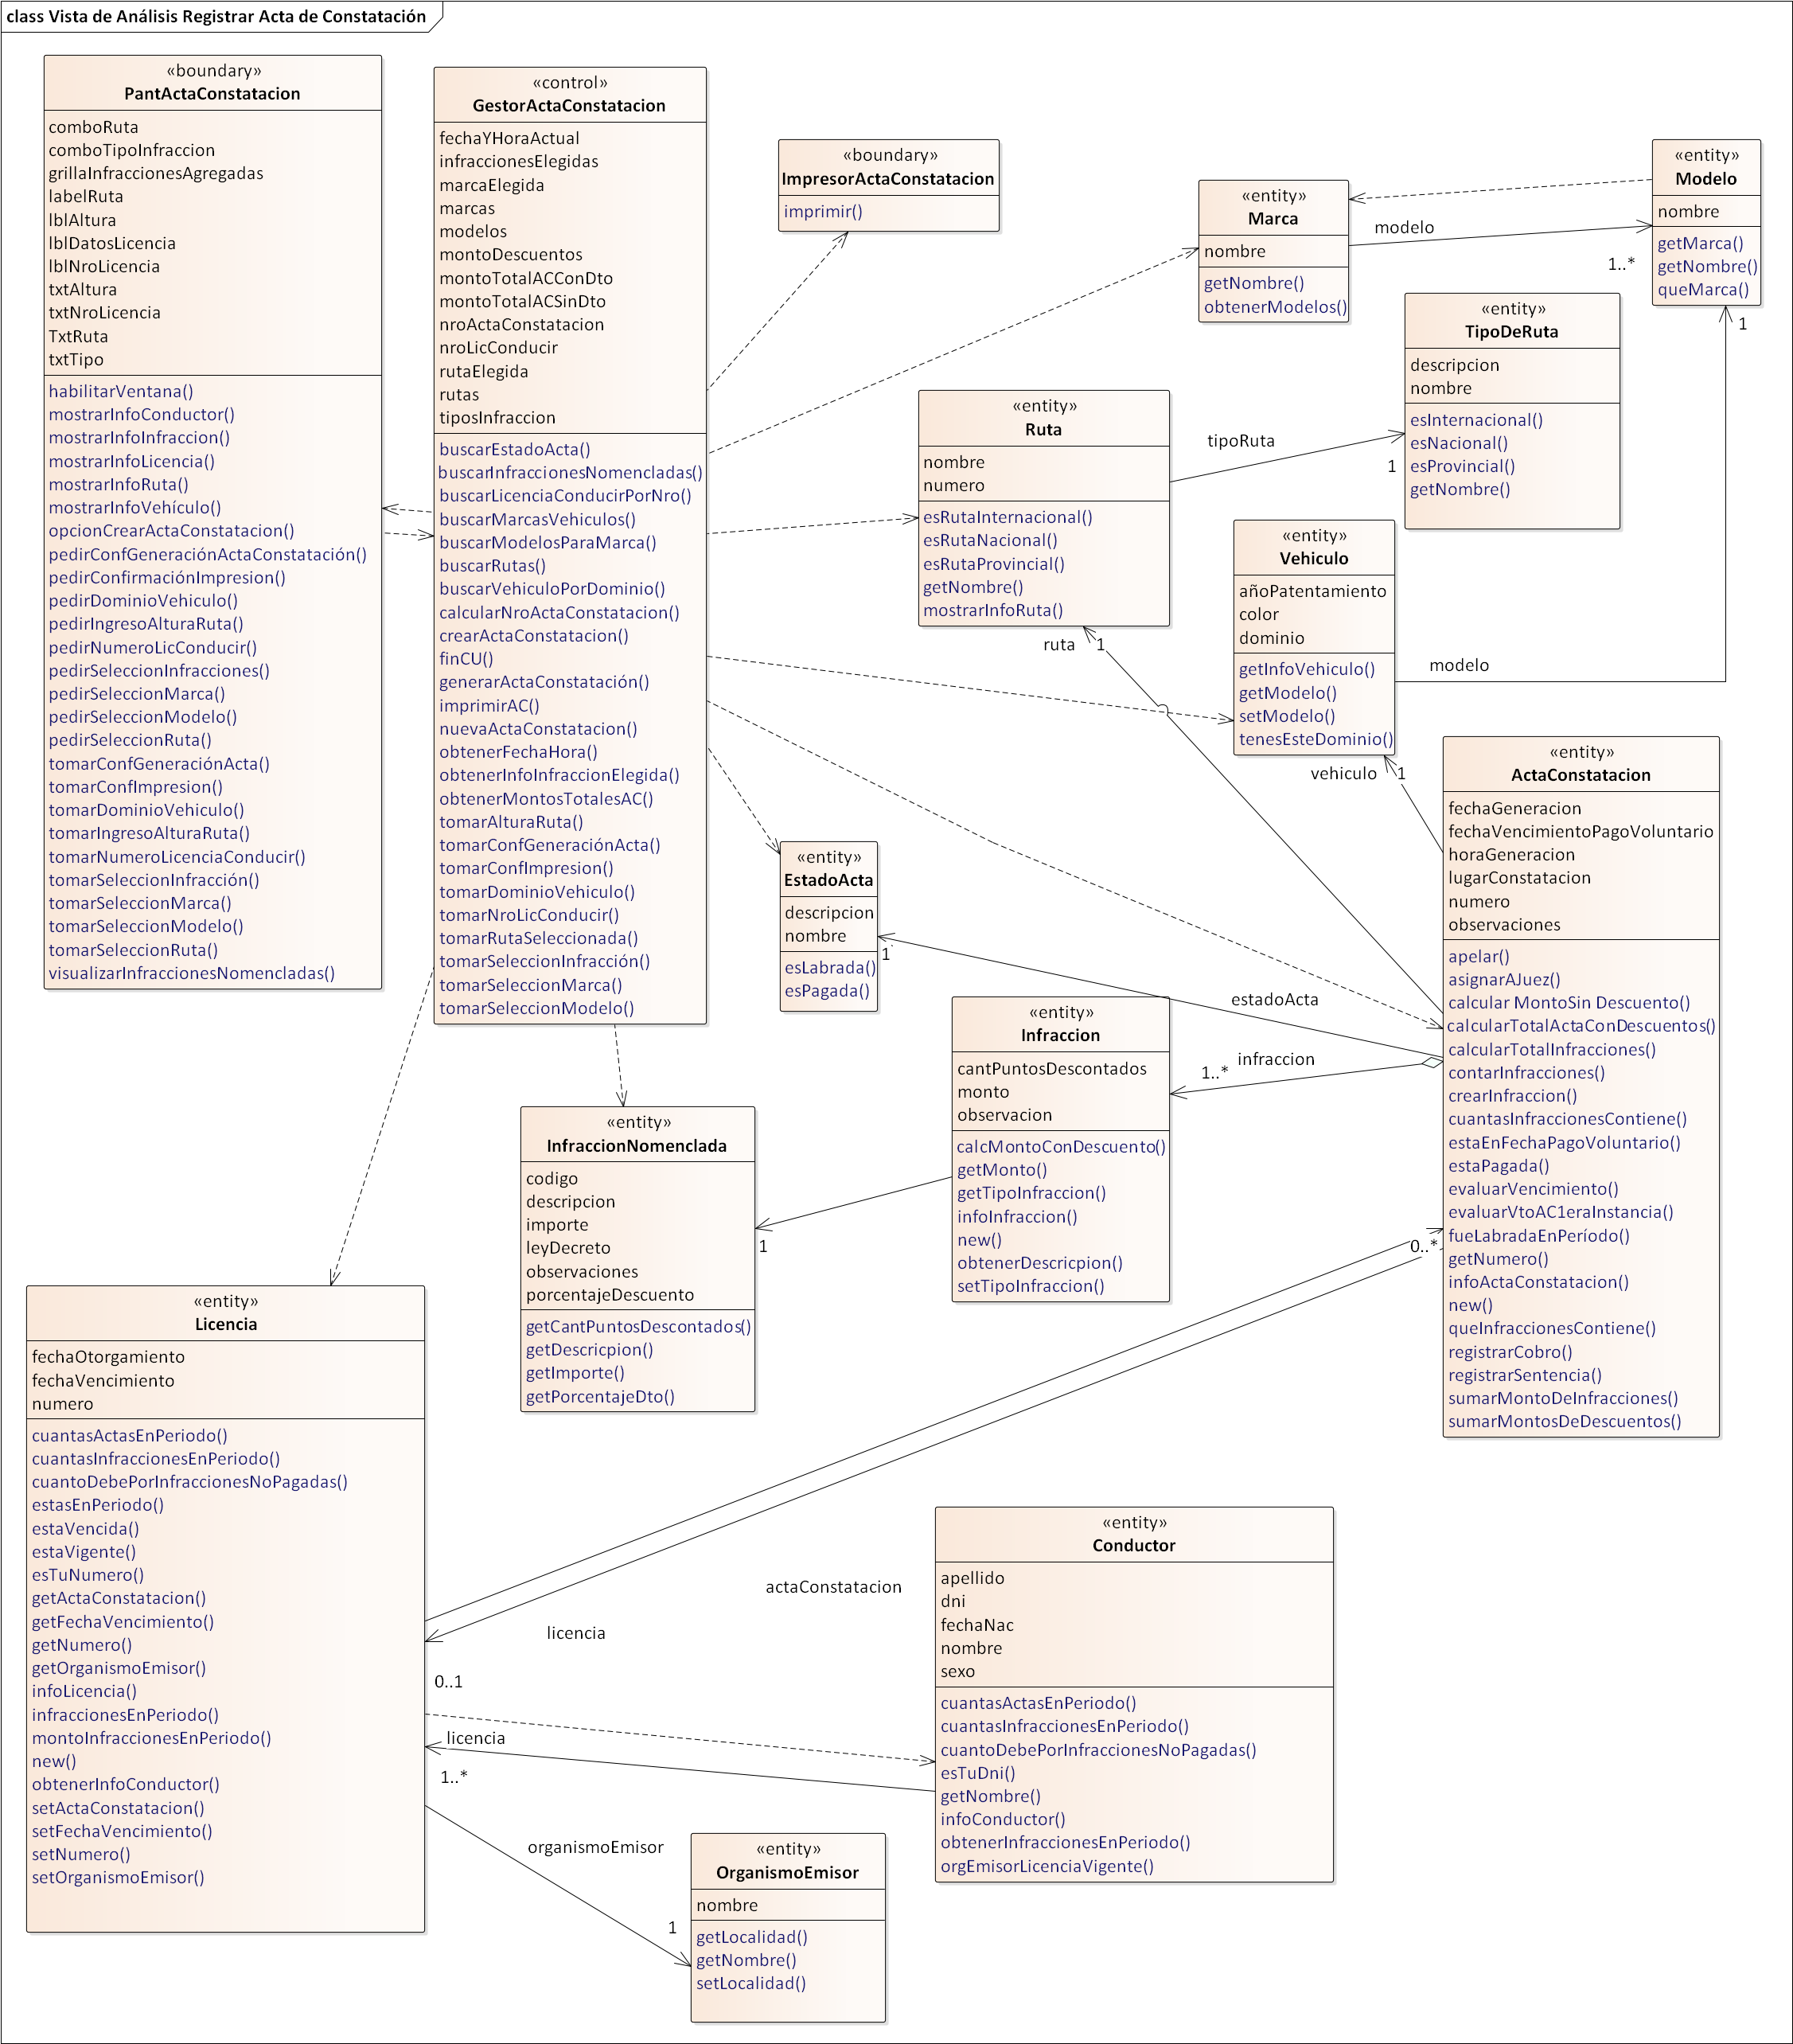 class Vista de Análisis Registrar Acta de Constatación
«boundary»
PantActaConstatacion
comboRuta
comboTipoInfraccion
grillaInfraccionesAgregadas
labelRuta
lblAltura
lblDatosLicencia
lblNroLicencia
txtAltura
txtNroLicencia
TxtRuta
txtTipo
habilitarVentana()
mostrarInfoConductor()
mostrarInfoInfraccion()
mostrarInfoLicencia()
mostrarInfoRuta()
mostrarInfoVehículo()
opcionCrearActaConstatacion()
pedirConfGeneraciónActaConstatación()
pedirConfirmaciónImpresion()
pedirDominioVehiculo()
pedirIngresoAlturaRuta()
pedirNumeroLicConducir()
pedirSeleccionInfracciones()
pedirSeleccionMarca()
pedirSeleccionModelo()
pedirSeleccionRuta()
tomarConfGeneraciónActa()
tomarConfImpresion()
tomarDominioVehiculo()
tomarIngresoAlturaRuta()
tomarNumeroLicenciaConducir()
tomarSeleccionInfracción()
tomarSeleccionMarca()
tomarSeleccionModelo()
tomarSeleccionRuta()
visualizarInfraccionesNomencladas()
«control»
GestorActaConstatacion
fechaYHoraActual
infraccionesElegidas
marcaElegida
marcas
modelos
montoDescuentos
montoTotalACConDto
montoTotalACSinDto
nroActaConstatacion
nroLicConducir
rutaElegida
rutas
tiposInfraccion
buscarEstadoActa()
buscarInfraccionesNomencladas()
buscarLicenciaConducirPorNro()
buscarMarcasVehiculos()
buscarModelosParaMarca()
buscarRutas()
buscarVehiculoPorDominio()
calcularNroActaConstatacion()
crearActaConstatacion()
finCU()
generarActaConstatación()
imprimirAC()
nuevaActaConstatacion()
obtenerFechaHora()
obtenerInfoInfraccionElegida()
obtenerMontosTotalesAC()
tomarAlturaRuta()
tomarConfGeneraciónActa()
tomarConfImpresion()
tomarDominioVehiculo()
tomarNroLicConducir()
tomarRutaSeleccionada()
tomarSeleccionInfracción()
tomarSeleccionMarca()
tomarSeleccionModelo()
«boundary»
ImpresorActaConstatacion
imprimir()
«entity»
Marca
nombre
getNombre()
obtenerModelos()
modelo
1..*
«entity»
Modelo
nombre
getMarca()
getNombre()
queMarca()
1
«entity»
TipoDeRuta
descripcion
nombre
esInternacional()
esNacional()
esProvincial()
getNombre()
tipoRuta
1
«entity»
Ruta
nombre
numero
esRutaInternacional()
esRutaNacional()
esRutaProvincial()
getNombre()
mostrarInfoRuta()
ruta
1
«entity»
Vehiculo
añoPatentamiento
color
dominio
getInfoVehiculo()
getModelo()
setModelo()
tenesEsteDominio()
modelo
vehiculo
1
«entity»
ActaConstatacion
fechaGeneracion
fechaVencimientoPagoVoluntario
horaGeneracion
lugarConstatacion
numero
observaciones
apelar()
asignarAJuez()
calcular MontoSin Descuento()
calcularTotalActaConDescuentos()
calcularTotalInfracciones()
contarInfracciones()
crearInfraccion()
cuantasInfraccionesContiene()
estaEnFechaPagoVoluntario()
estaPagada()
evaluarVencimiento()
evaluarVtoAC1eraInstancia()
fueLabradaEnPeríodo()
getNumero()
infoActaConstatacion()
new()
queInfraccionesContiene()
registrarCobro()
registrarSentencia()
sumarMontoDeInfracciones()
sumarMontosDeDescuentos()
«entity»
EstadoActa
descripcion
nombre
esLabrada()
esPagada()
1
estadoActa
«entity»
Infraccion
cantPuntosDescontados
monto
observacion
calcMontoConDescuento()
getMonto()
getTipoInfraccion()
infoInfraccion()
new()
obtenerDescricpion()
setTipoInfraccion()
infraccion
1..*
«entity»
InfraccionNomenclada
codigo
descripcion
importe
leyDecreto
observaciones
porcentajeDescuento
getCantPuntosDescontados()
getDescricpion()
getImporte()
getPorcentajeDto()
1
0..*
«entity»
Licencia
fechaOtorgamiento
fechaVencimiento
numero
cuantasActasEnPeriodo()
cuantasInfraccionesEnPeriodo()
cuantoDebePorInfraccionesNoPagadas()
estasEnPeriodo()
estaVencida()
estaVigente()
esTuNumero()
getActaConstatacion()
getFechaVencimiento()
getNumero()
getOrganismoEmisor()
infoLicencia()
infraccionesEnPeriodo()
montoInfraccionesEnPeriodo()
new()
obtenerInfoConductor()
setActaConstatacion()
setFechaVencimiento()
setNumero()
setOrganismoEmisor()
actaConstatacion
licencia
0..1
licencia
1..*
«entity»
Conductor
apellido
dni
fechaNac
nombre
sexo
cuantasActasEnPeriodo()
cuantasInfraccionesEnPeriodo()
cuantoDebePorInfraccionesNoPagadas()
esTuDni()
getNombre()
infoConductor()
obtenerInfraccionesEnPeriodo()
orgEmisorLicenciaVigente()
organismoEmisor
1
«entity»
OrganismoEmisor
nombre
getLocalidad()
getNombre()
setLocalidad()